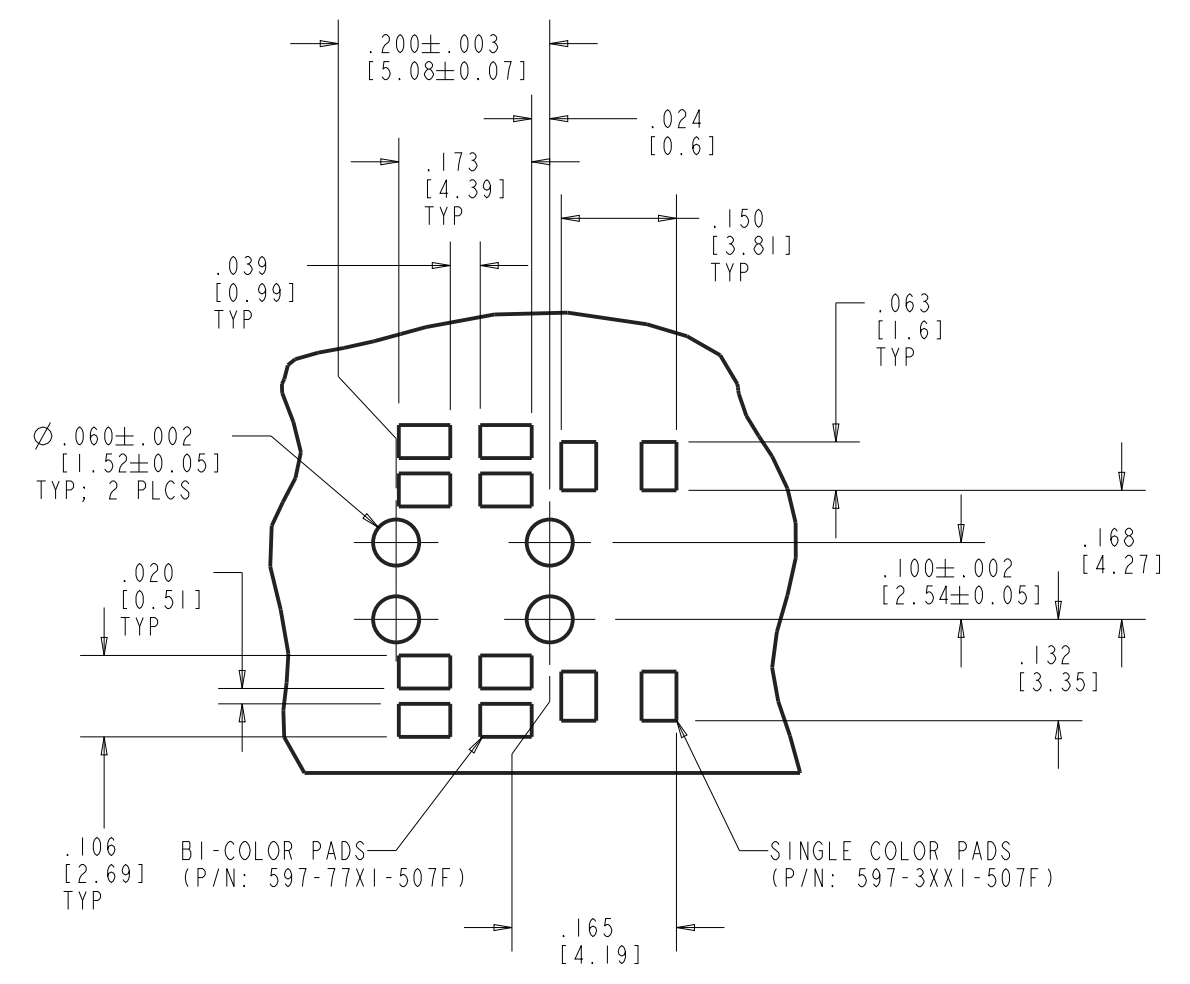 .200±.003
[5.08±0.07]
.024
[0.6]
.173
[4.39]
TYP
.150
[3.81]
TYP
.039
[0.99]
TYP
.063
[1.6]
TYP
Ø.060±.002
[1.52±0.05]
TYP; 2 PLCS
.168
[4.27]
.100±.002
[2.54±0.05]
.020
[0.51]
TYP
.132
[3.35]
.106
[2.69]
TYP
BI-COLOR PADS
(P/N: 597-77X1-507F)
SINGLE COLOR PADS
(P/N: 597-3XX1-507F)
.165
[4.19]